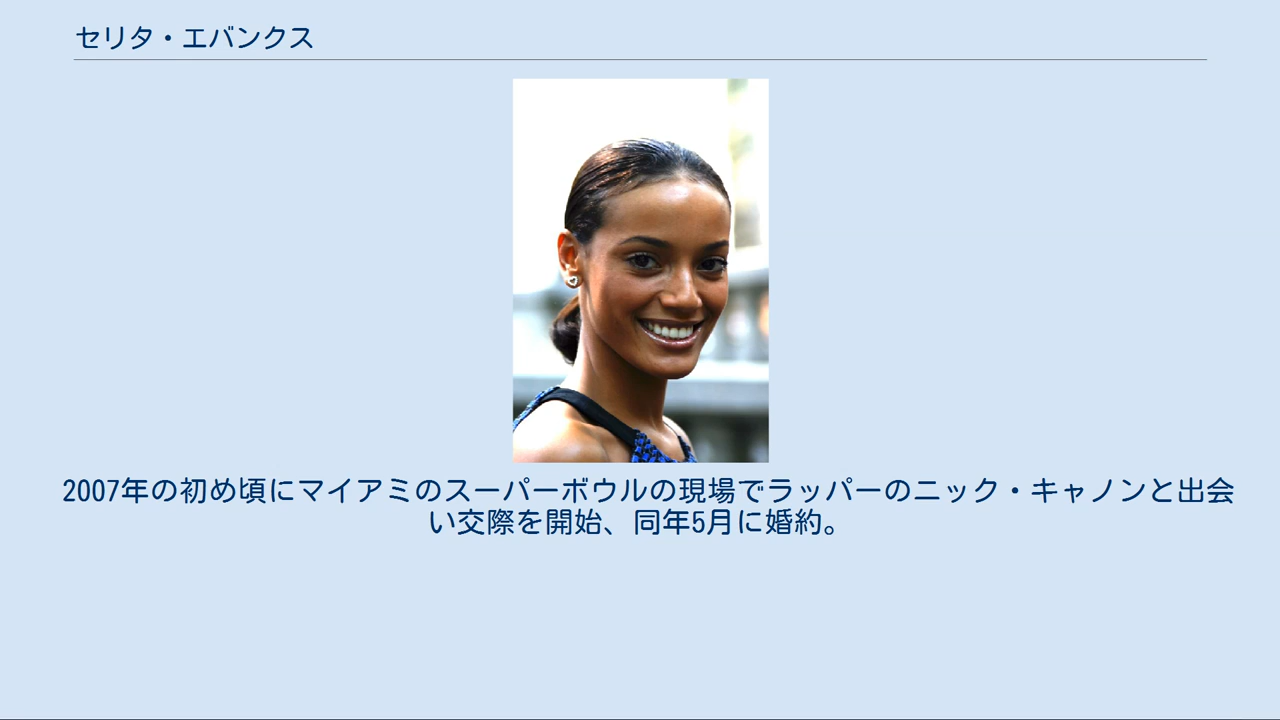 セリタ・エバンクス
2007年の初め頃にマイアミのスーパーボウルの現場でラッパーのニック・キャノンと出会
い交際を開始、同年5月に婚約。